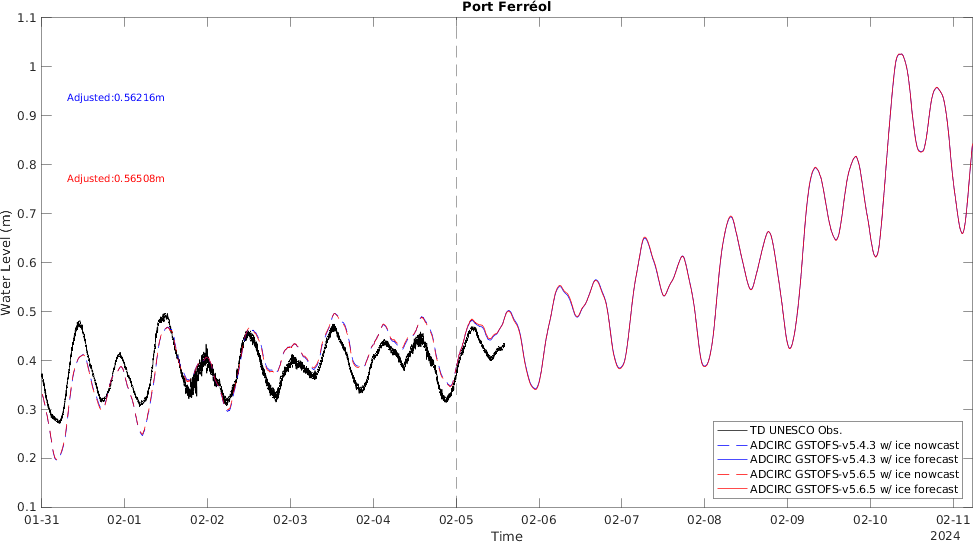 Port Ferréol
1.1
1
0.9
0.8
0.7
0.6
0.5
0.4
0.3
0.2
0.1
Water Level (m)
Adjusted:0.56216m
Adjusted:0.56508m
TD UNESCO Obs.
ADCIRC GSTOFS-v5.4.3 w/ ice nowcast
ADCIRC GSTOFS-v5.4.3 w/ ice forecast
ADCIRC GSTOFS-v5.6.5 w/ ice nowcast
ADCIRC GSTOFS-v5.6.5 w/ ice forecast
01-31 02-01 02-02 02-03 02-04 02-05 02-06 02-07 02-08 02-09 02-10 02-11
Time
2024